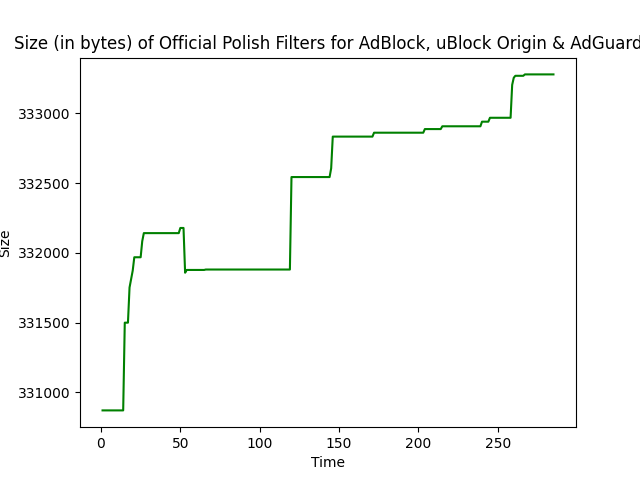 Size (in bytes) of Official Polish Filters for AdBlock, uBlock Origin & AdGuard
333000
332500
332000
331500
331000
Size
0 50 100 150 200 250
Time